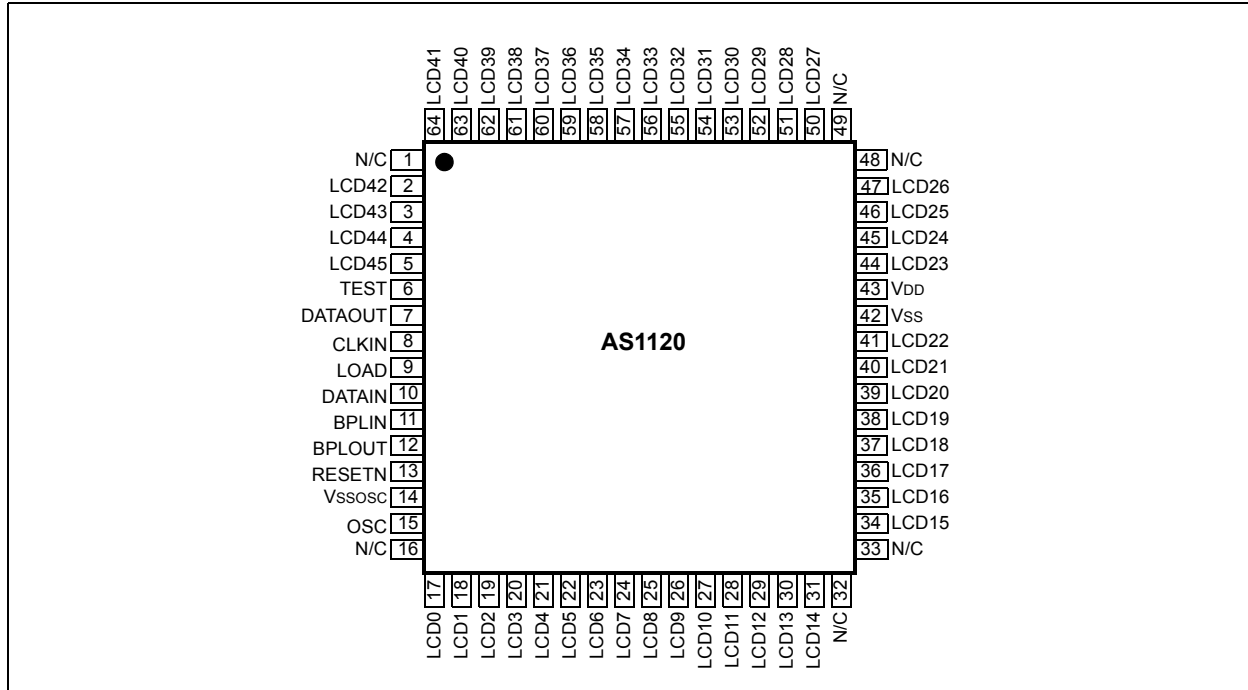 LCD41
LCD40
LCD39
LCD38
LCD37
LCD36
LCD35
LCD34
LCD33
LCD32
LCD31
LCD30
LCD29
LCD28
LCD27
N/C
64
63
62
61
60
59
58
57
56
55
54
53
52
51
50
49
N/C 1
LCD42 2
LCD43 3
LCD44 4
LCD45 5
TEST 6
DATAOUT 7
CLKIN 8
LOAD 9
DATAIN 10
BPLIN 11
BPLOUT 12
RESETN 13
VSSOSC 14
OSC 15
N/C 16
AS1120
48 N/C
47 LCD26
46 LCD25
45 LCD24
44 LCD23
43 VDD
42 VSS
41 LCD22
40 LCD21
39 LCD20
38 LCD19
37 LCD18
36 LCD17
35 LCD16
34 LCD15
33 N/C
17
18
19
20
21
22
23
24
25
26
27
28
29
30
31
32
LCD0
LCD1
LCD2
LCD3
LCD4
LCD5
LCD6
LCD7
LCD8
LCD9
LCD10
LCD11
LCD12
LCD13
LCD14
N/C